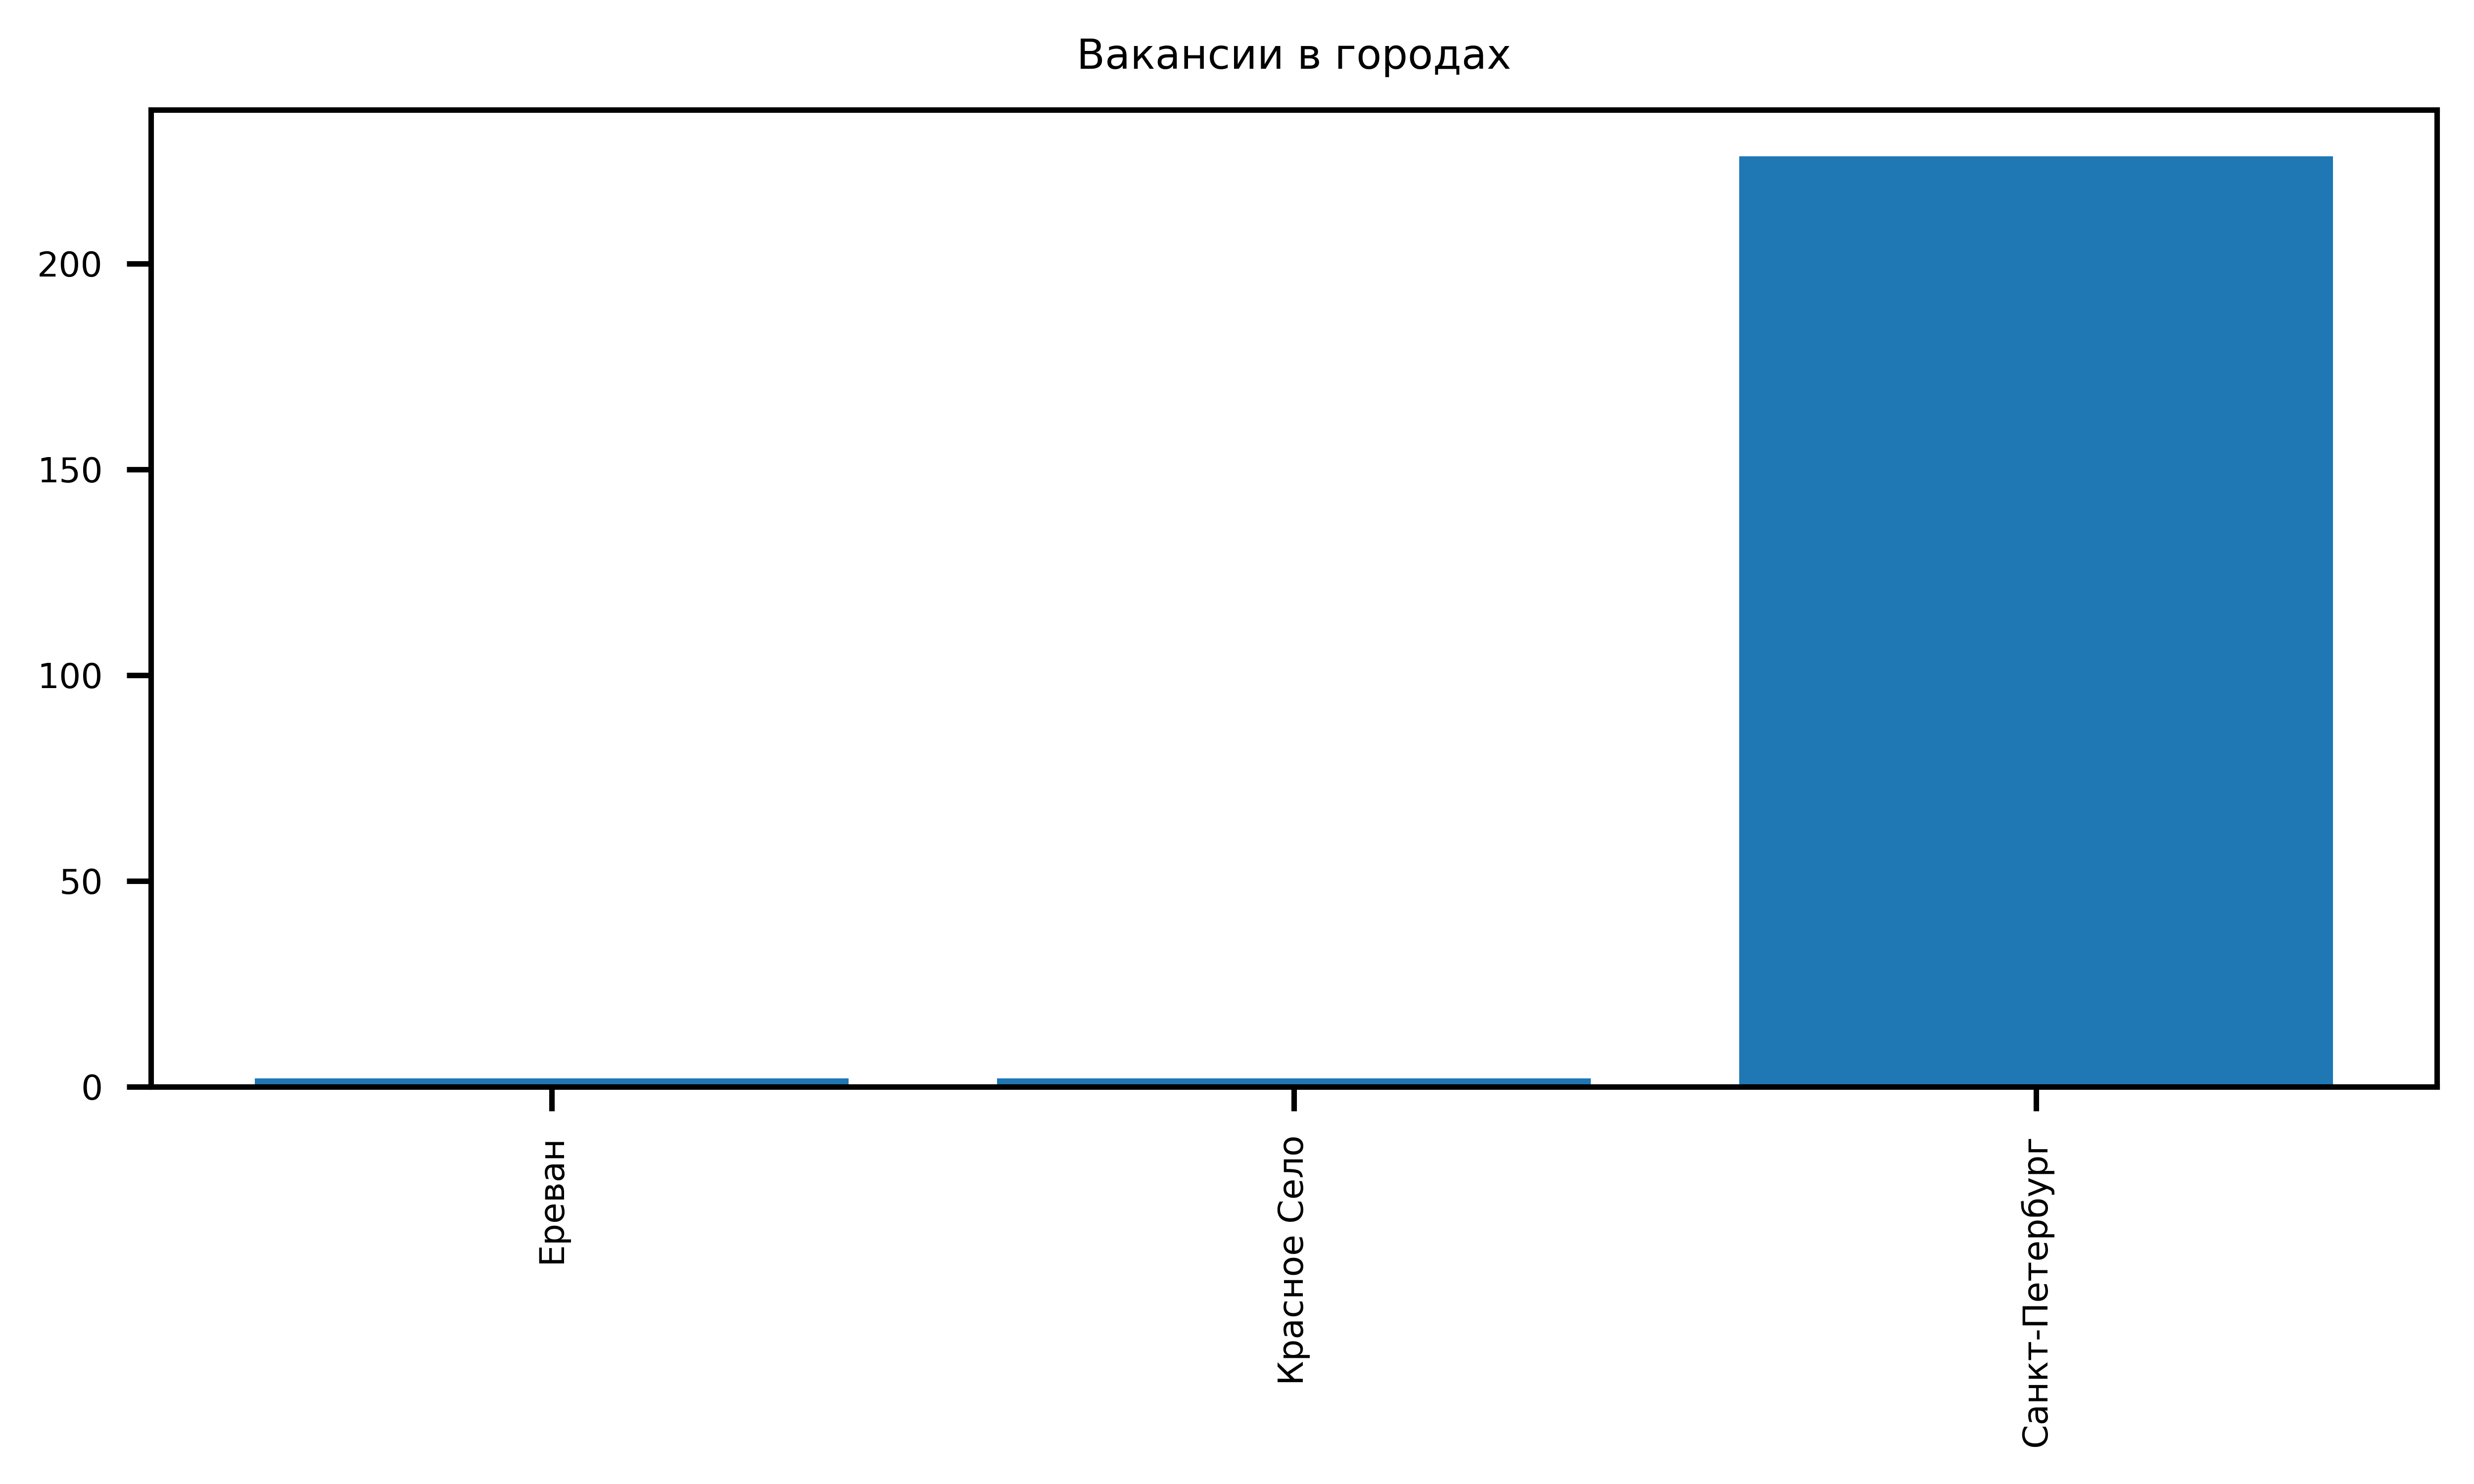 Вакансии в городах
200
150
100
50
0
Ереван
Красное Село
Санкт-Петербург